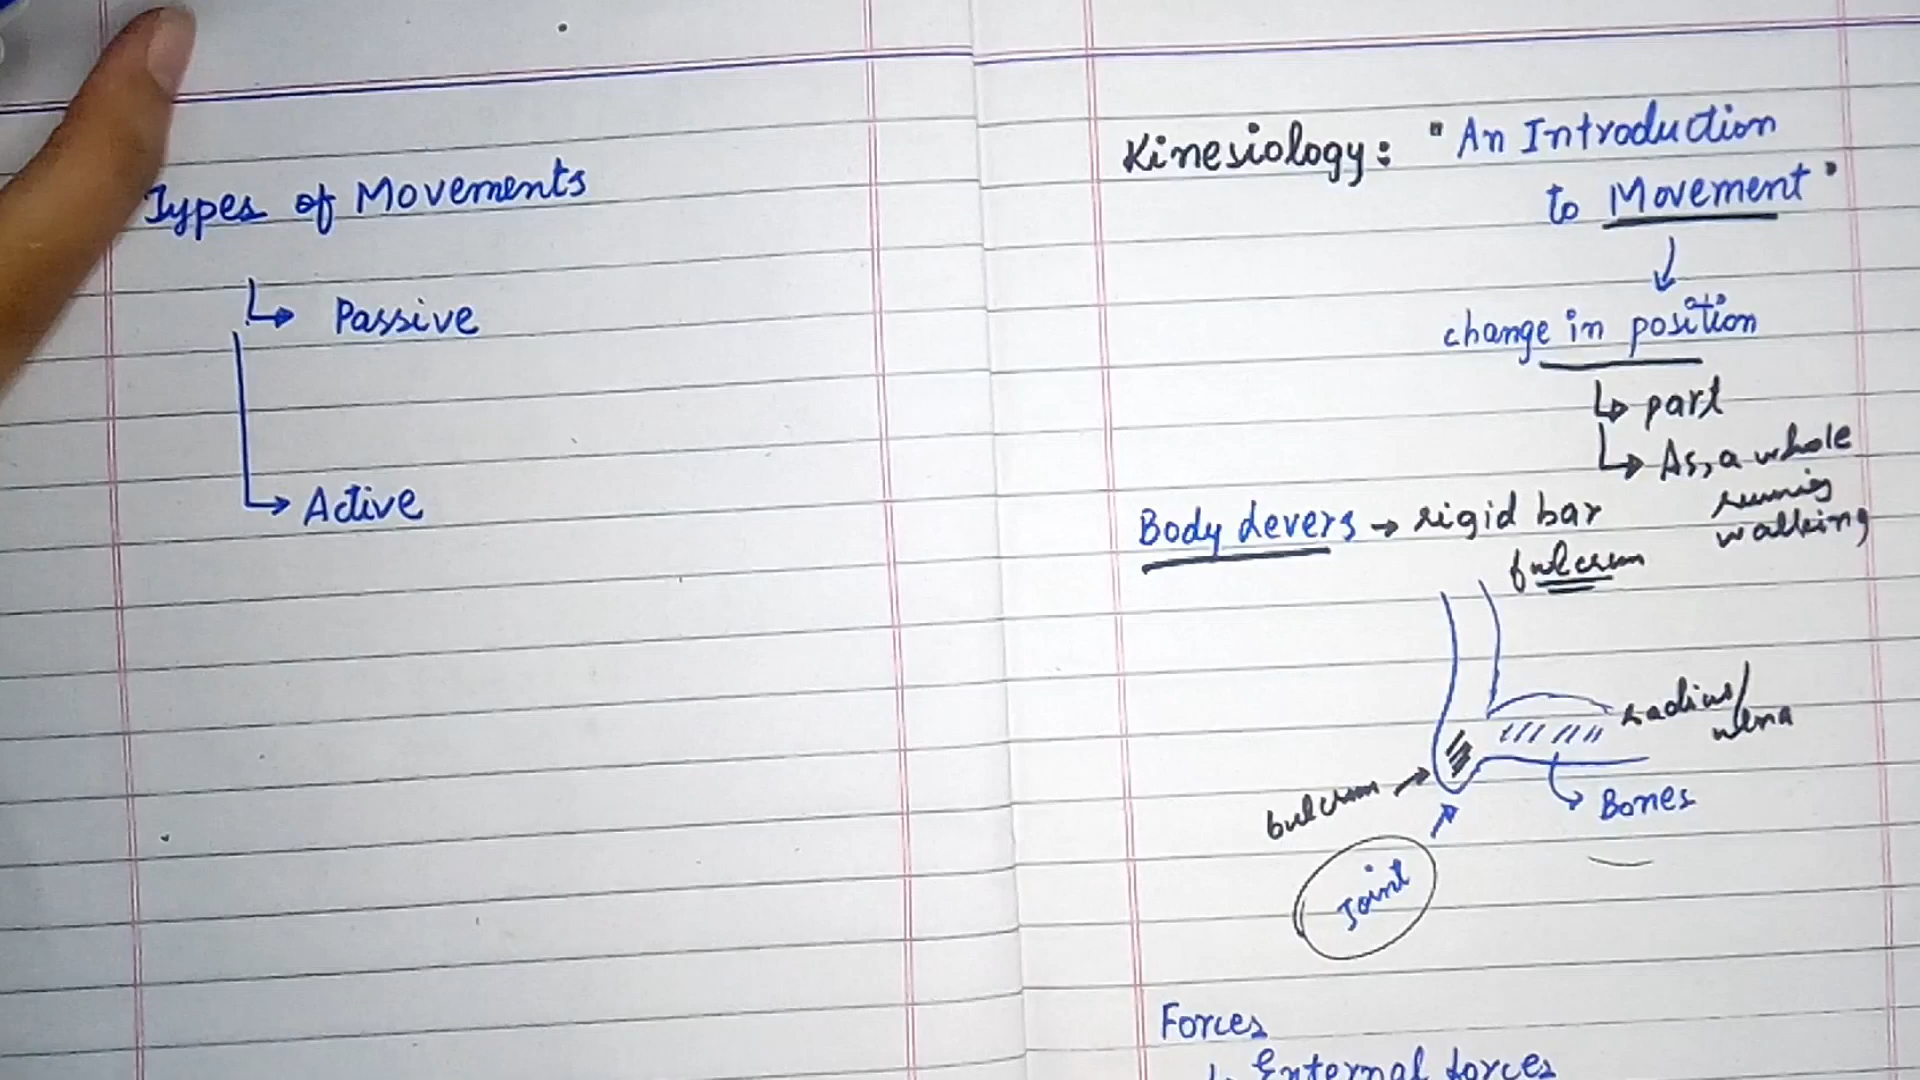 Types of Movements
Passive
Active
Kinesiology: "An Introduction
to Movement"
change in position
part
As, a whole
running
walking
Body Levers → rigid bar
fulcrum
radius/
ulna
fulcrum
Bones
Joint
Forces
External forces